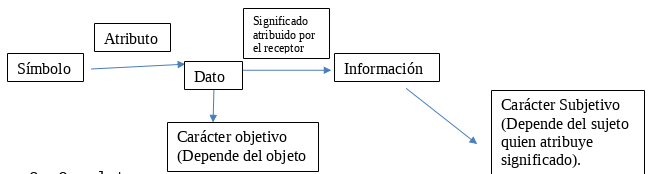 Significado
atribuido por
el receptor
Atributo
Símbolo
Dato
Información
Carácter objetivo
(Depende del objeto
Carácter Subjetivo
(Depende del sujeto
quien atribuye
significado).